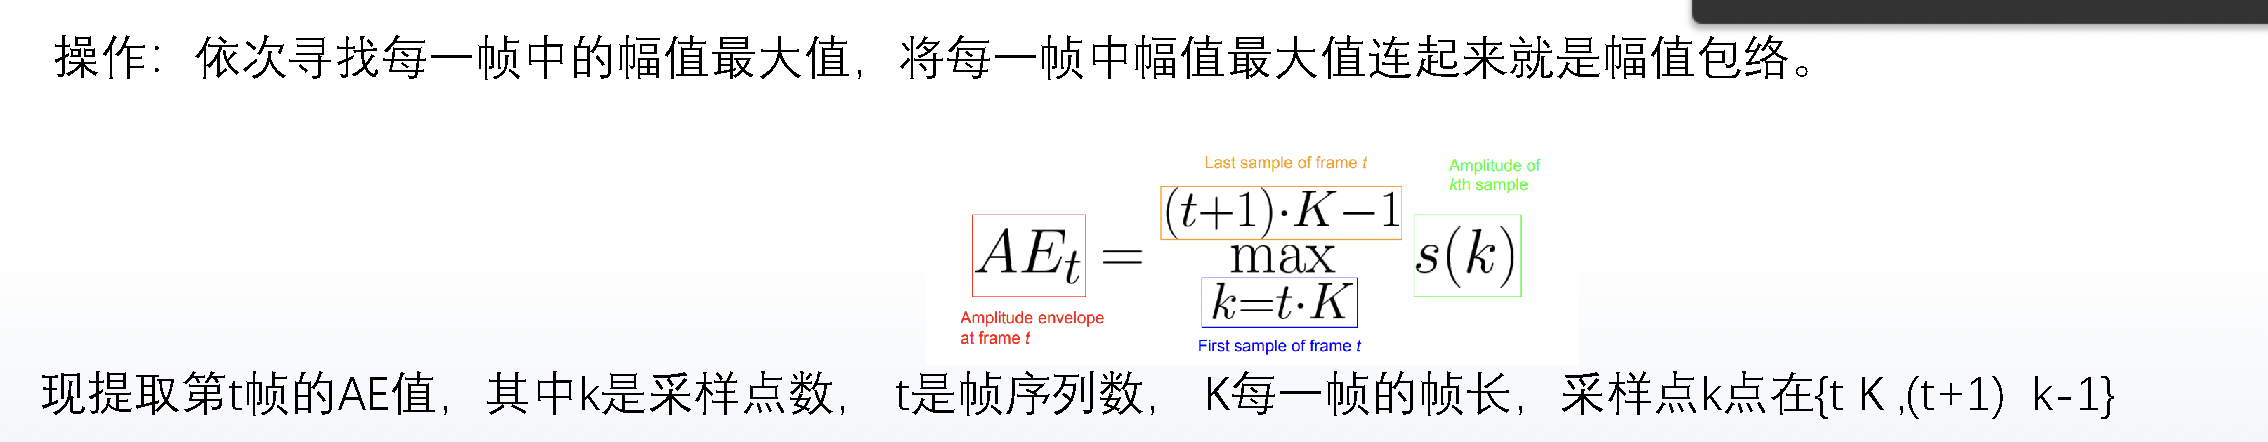 操作：依次寻找每一帧中的幅值最大值，将每一帧中幅值最大值连起来就是幅值包络。
Last sample of frame t
Amplitude of
kth sample
(t+1)·K−1
AE_t = max s(k)
k=t·K
Amplitude envelope
at frame t
First sample of frame t
现提取第t帧的AE值，其中k是采样点数， t是帧序列数， K每一帧的帧长，采样点k点在{t K ,(t+1) k-1}